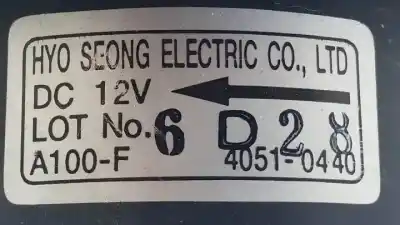 HYO SEONG ELECTRIC CO., LTD
DC 12V
LOT No. 6 D 2 8
A100-F 4051-0440